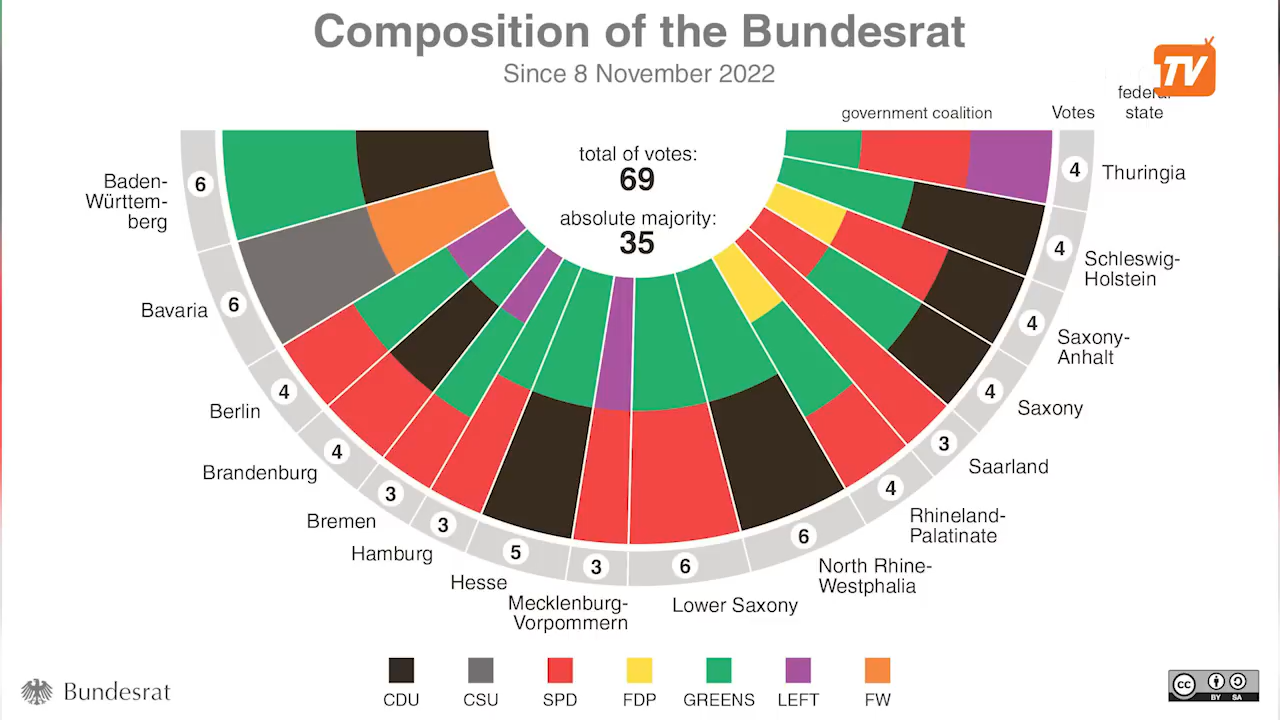 Composition of the Bundesrat
Since 8 November 2022
TV
government coalition
Votes
federal
state
total of votes:
69
absolute majority:
35
6
Baden-
Württem-
berg
6
Bavaria
4
Berlin
4
Brandenburg
3
Bremen
3
Hamburg
5
Hesse
3
Mecklenburg-
Vorpommern
6
Lower Saxony
6
North Rhine-
Westphalia
4
Rhineland-
Palatinate
3
Saarland
4
Saxony
4
Saxony-
Anhalt
4
Schleswig-
Holstein
4
Thuringia
CDU
CSU
SPD
FDP
GREENS
LEFT
FW
Bundesrat
cc
BY SA